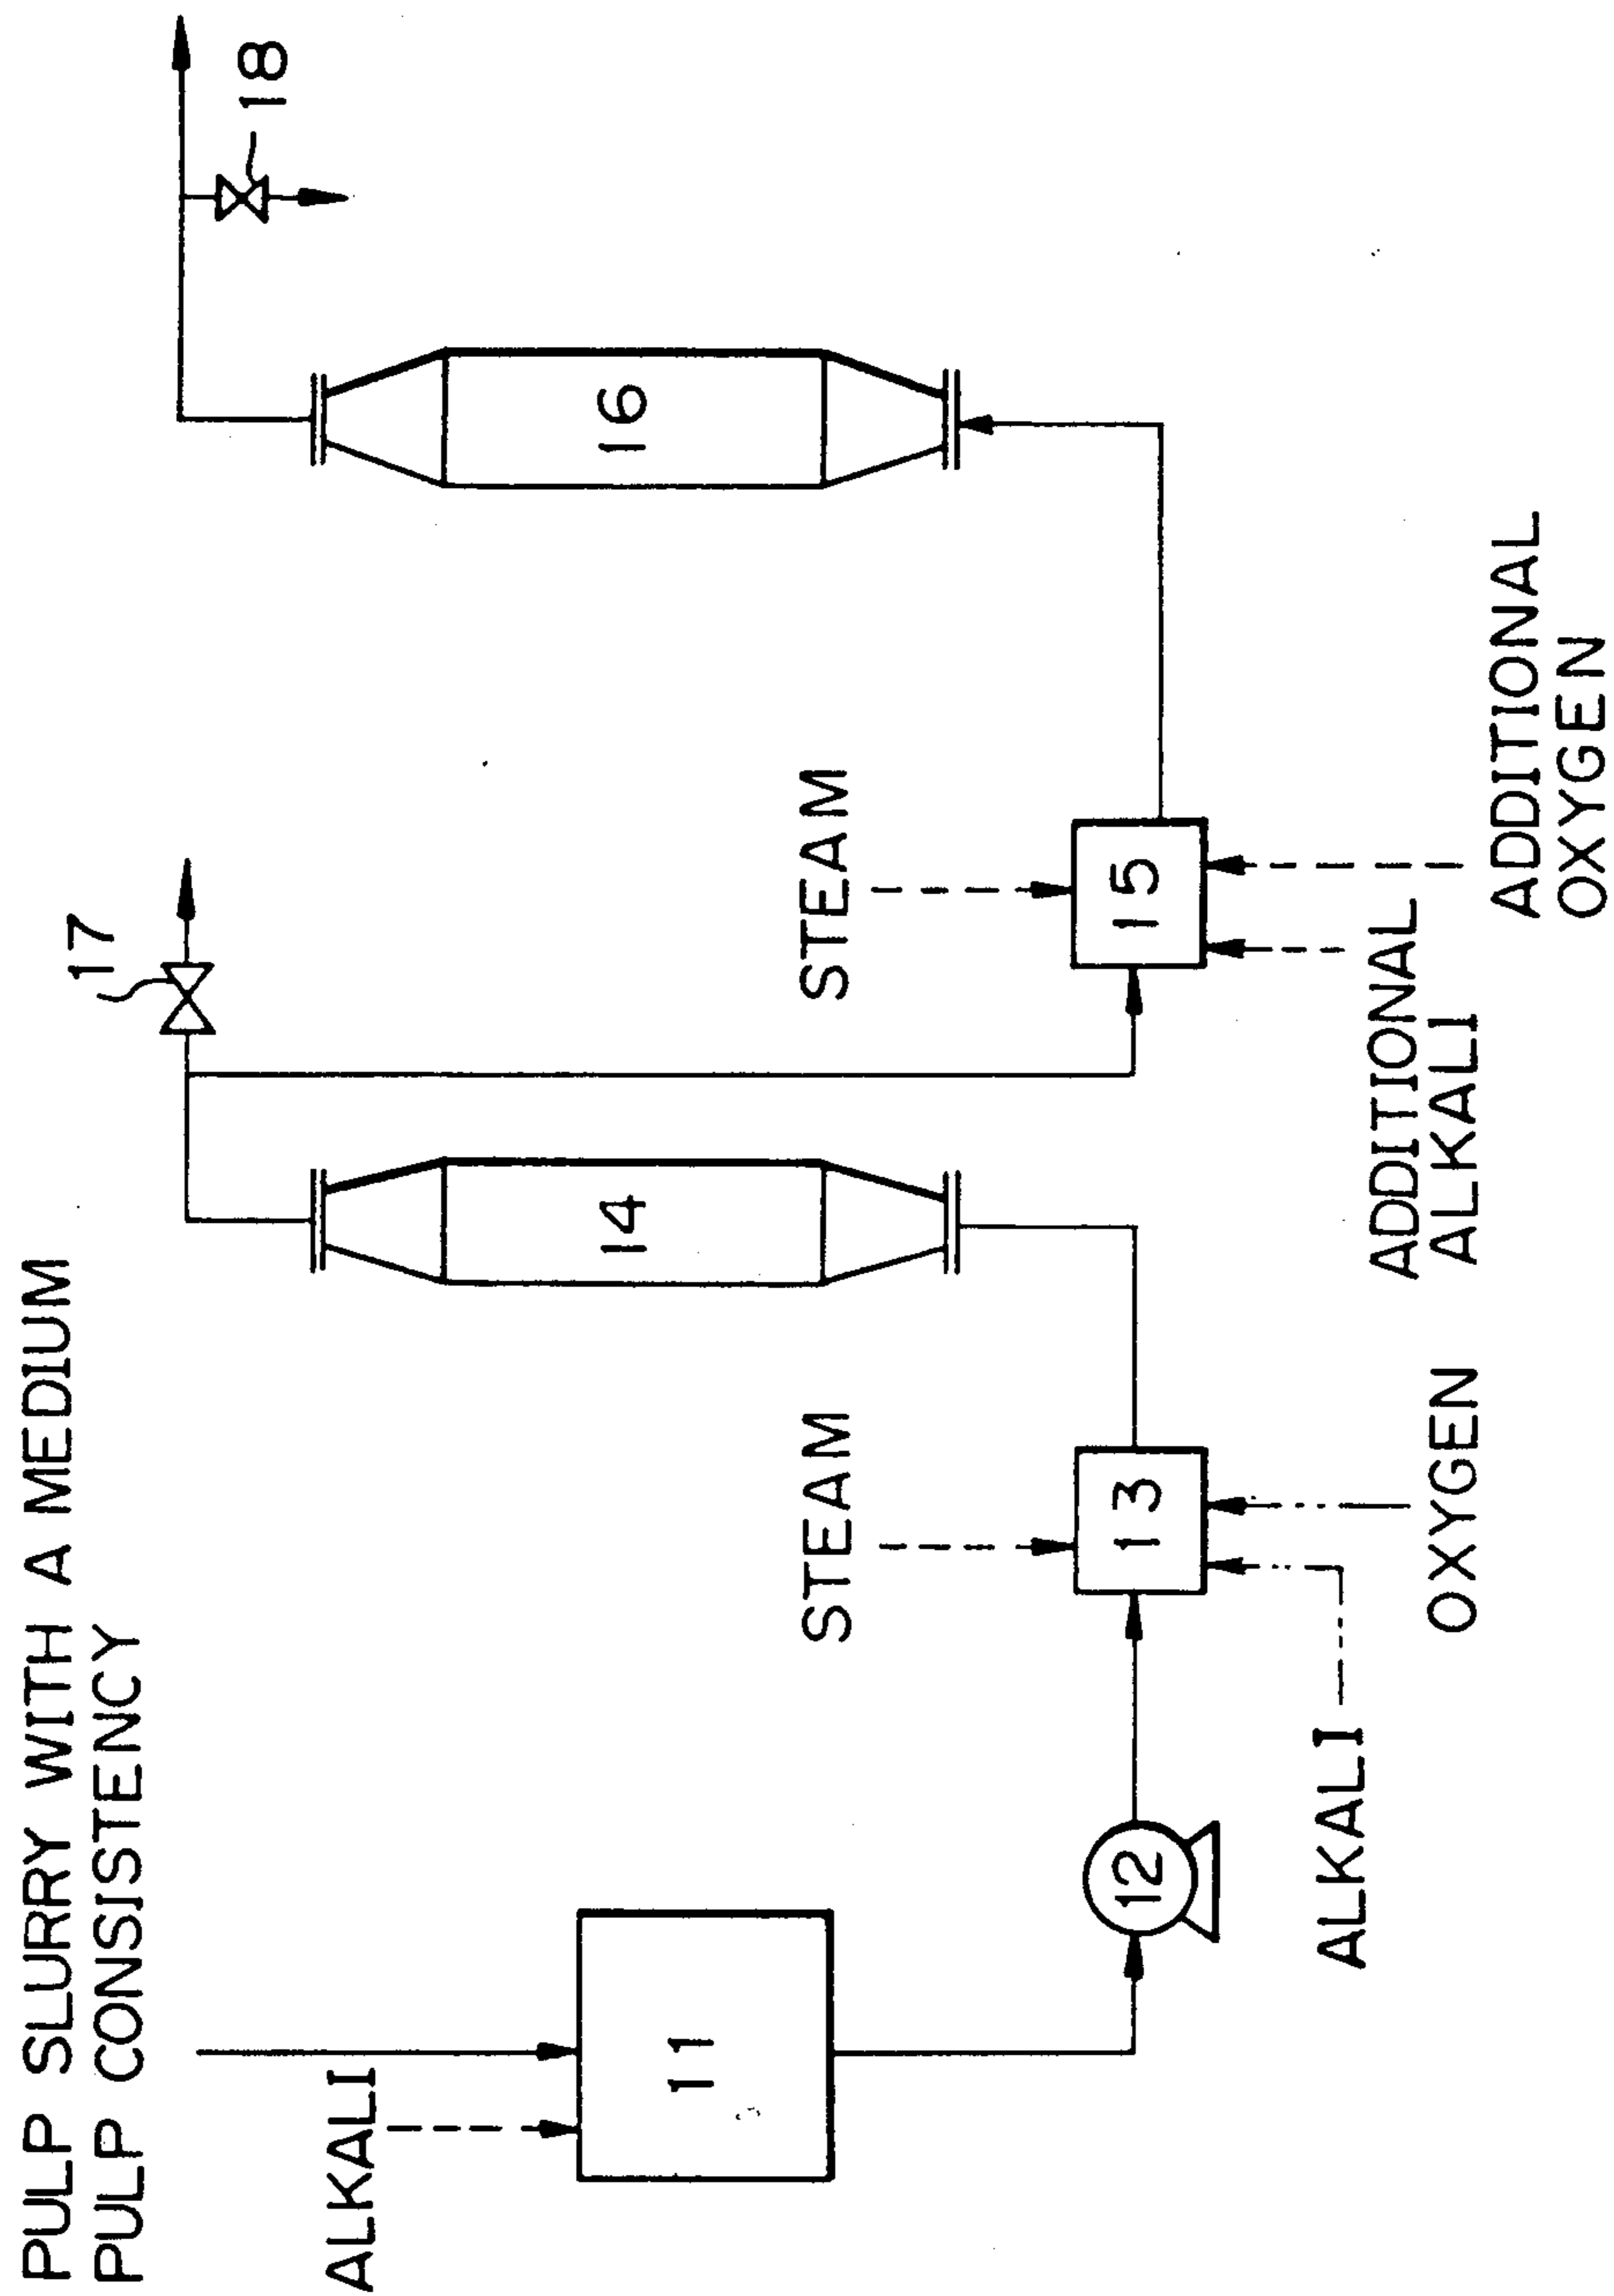 PULP SLURRY WITH A MEDIUM
PULP CONSISTENCY
ALKALI
11
12
ALKALI
STEAM
13
OXYGEN
14
17
STEAM
15
ADDITIONAL
ALKALI
ADDITIONAL
OXYGEN
16
18